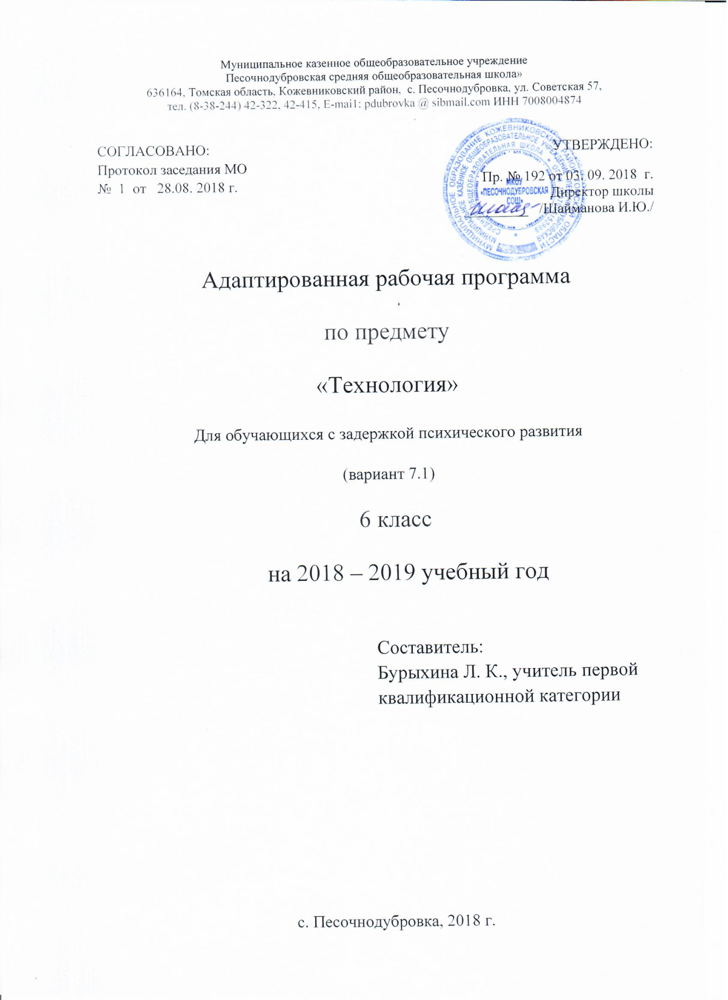 Муниципальное казенное общеобразовательное учреждение
Песочнодубровская средняя общеобразовательная школа»
636164, Томская область, Кожевниковский район, с. Песочнодубровка, ул. Советская 57,
тел. (8-38-244) 42-322, 42-415, E-mail: pdubrovka @ sibmail.com ИНН 7008004874
СОГЛАСОВАНО:
Протокол заседания МО
№ 1 от 28.08. 2018 г.
УТВЕРЖДЕНО:
Пр. № 192 от 03. 09. 2018 г.
Директор школы
/Шайманова И.Ю./
МУНИЦИПАЛЬНОЕ ОБРАЗОВАНИЕ КОЖЕВНИКОВСКИЙ РАЙОН ТОМСКОЙ ОБЛАСТИ
МУНИЦИПАЛЬНОЕ КАЗЁННОЕ ОБЩЕОБРАЗОВАТЕЛЬНОЕ УЧРЕЖДЕНИЕ
СРЕДНЯЯ ОБЩЕОБРАЗОВАТЕЛЬНАЯ ШКОЛА
МКОУ
«ПЕСОЧНОДУБРОВСКАЯ
СОШ»
Адаптированная рабочая программа
по предмету
«Технология»
Для обучающихся с задержкой психического развития
(вариант 7.1)
6 класс
на 2018 – 2019 учебный год
Составитель:
Бурыхина Л. К., учитель первой
квалификационной категории
с. Песочнодубровка, 2018 г.